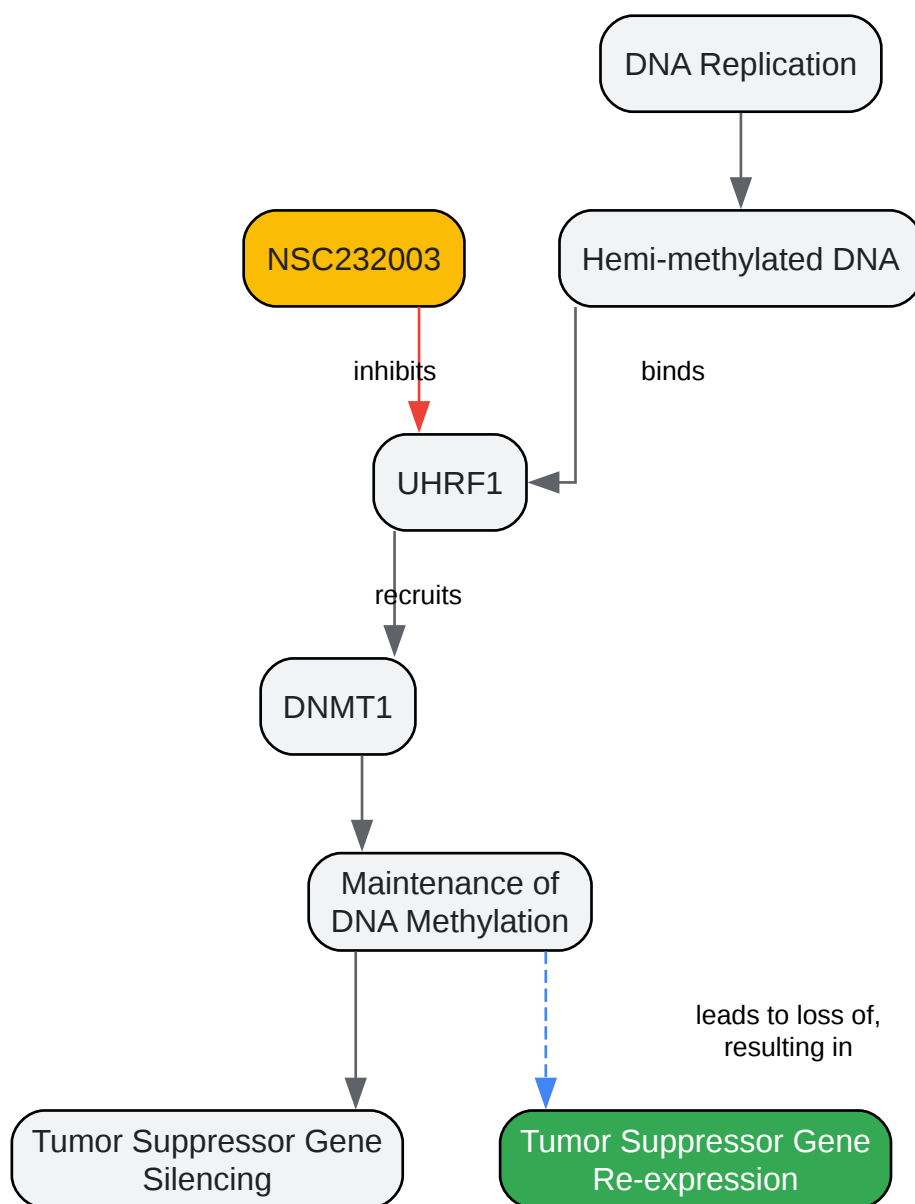 DNA Replication
NSC232003
Hemi-methylated DNA
inhibits
binds
UHRF1
recruits
DNMT1
Maintenance of
DNA Methylation
leads to loss of,
resulting in
Tumor Suppressor Gene
Silencing
Tumor Suppressor Gene
Re-expression